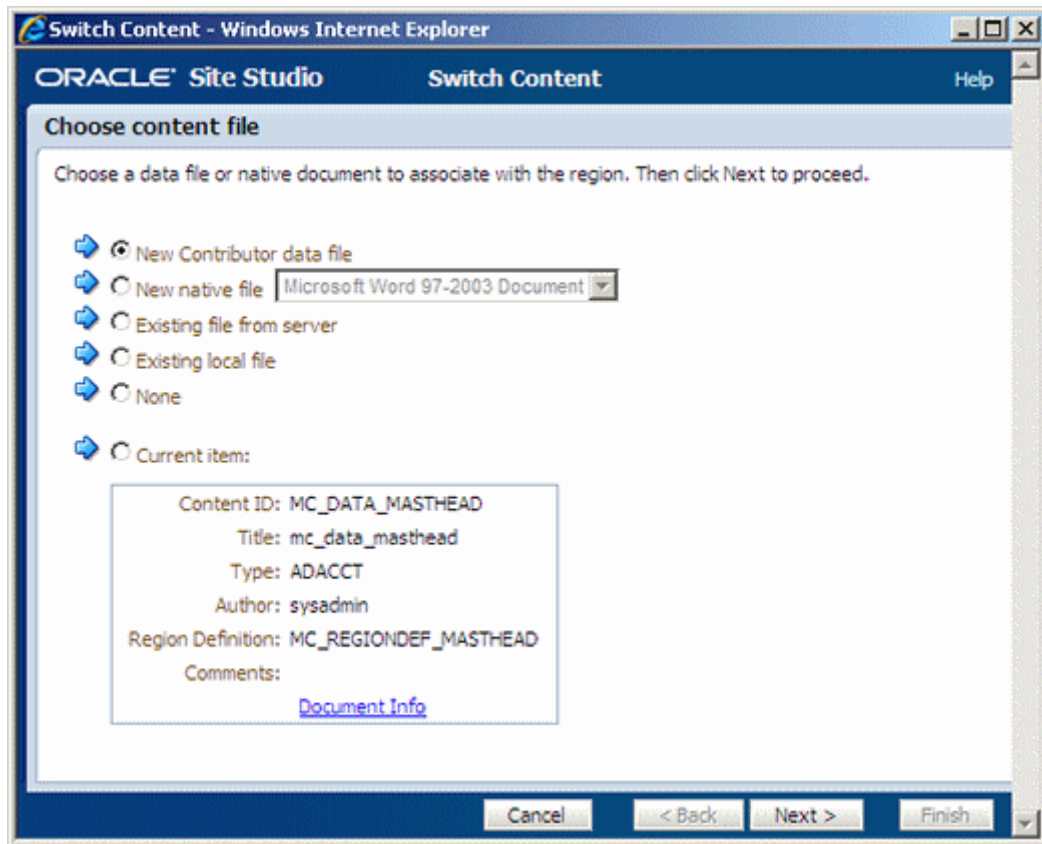 Switch Content - Windows Internet Explorer
ORACLE Site Studio Switch Content Help
Choose content file
Choose a data file or native document to associate with the region. Then click Next to proceed.
New Contributor data file
New native file Microsoft Word 97-2003 Document
Existing file from server
Existing local file
None
Current item:
Content ID: MC_DATA_MASTHEAD
Title: mc_data_masthead
Type: ADACCT
Author: sysadmin
Region Definition: MC_REGIONDEF_MASTHEAD
Comments:
Document Info
Cancel < Back Next > Finish